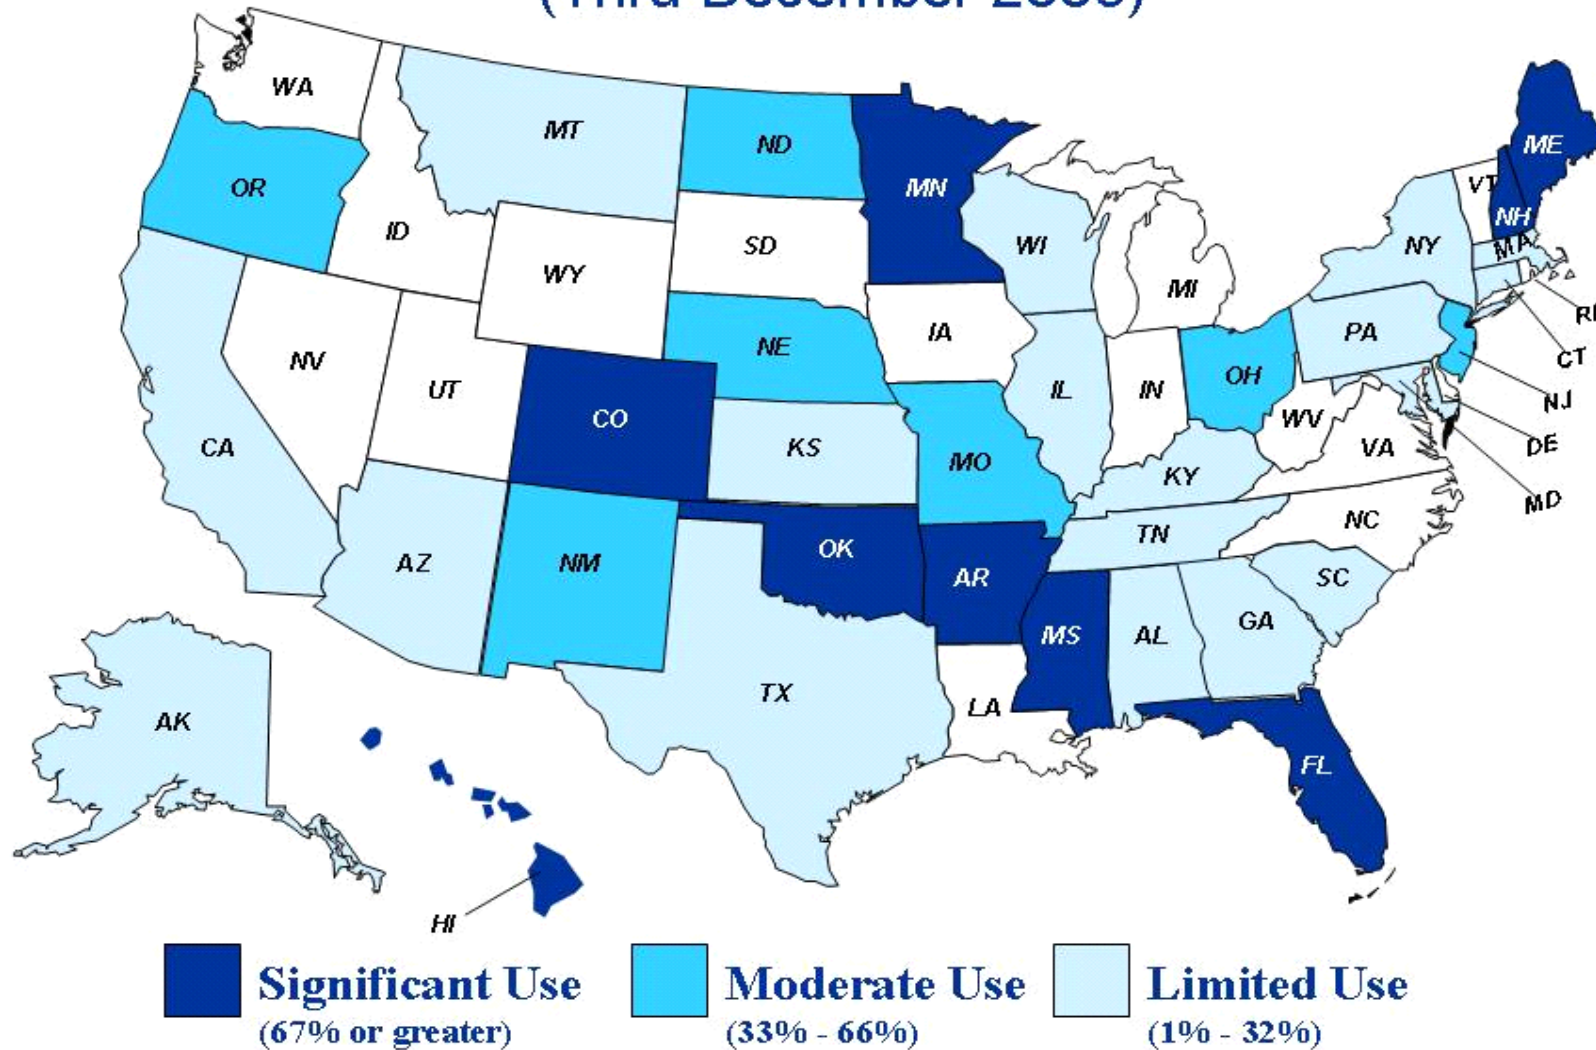 (Thru December 2003)
WA
MT
ND
MN
ME
VT
NH
OR
ID
WY
SD
WI
NY
MA
MI
RI
CT
NJ
DE
MD
NV
UT
CO
NE
IA
IL
IN
OH
PA
WV
VA
CA
KS
MO
KY
AZ
NM
OK
AR
TN
NC
SC
MS
AL
GA
TX
LA
FL
AK
HI
Significant Use
(67% or greater)
Moderate Use
(33% - 66%)
Limited Use
(1% - 32%)